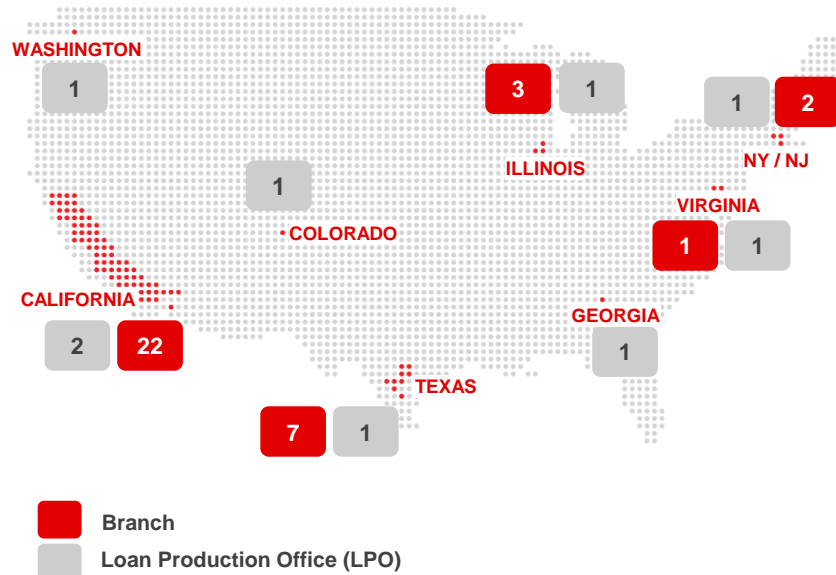 WASHINGTON
1
3
1
1
2
ILLINOIS
NY / NJ
1
VIRGINIA
COLORADO
1
1
CALIFORNIA
GEORGIA
2
22
1
TEXAS
7
1
Branch
Loan Production Office (LPO)